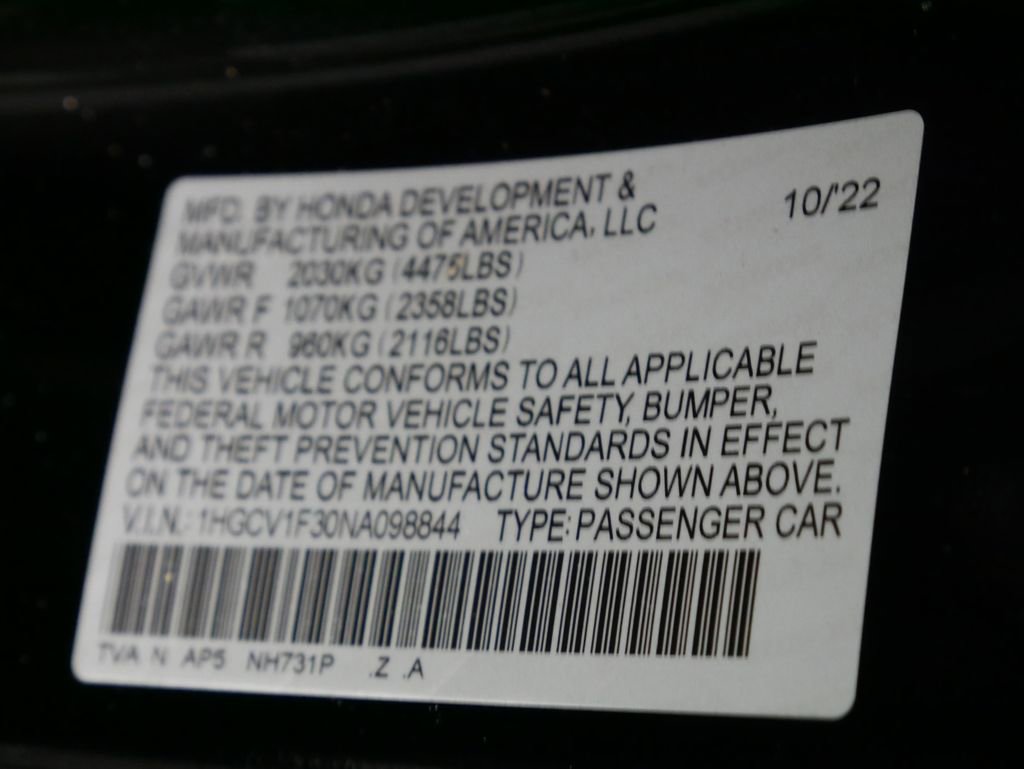 MFD. BY HONDA DEVELOPMENT &
MANUFACTURING OF AMERICA, LLC 10/'22
GVWR 2030KG (4475LBS)
GAWR F 1070KG (2358LBS)
GAWR R 960KG (2116LBS)
THIS VEHICLE CONFORMS TO ALL APPLICABLE
FEDERAL MOTOR VEHICLE SAFETY, BUMPER,
AND THEFT PREVENTION STANDARDS IN EFFECT
ON THE DATE OF MANUFACTURE SHOWN ABOVE.
V.I.N.: 1HGCV1F30NA098844 TYPE: PASSENGER CAR
TVA N AP5 NH731P .Z .A